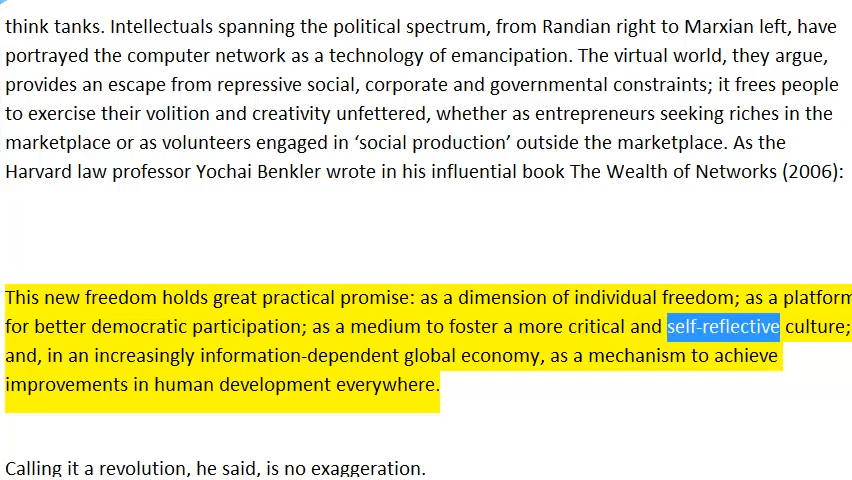 think tanks. Intellectuals spanning the political spectrum, from Randian right to Marxian left, have
portrayed the computer network as a technology of emancipation. The virtual world, they argue,
provides an escape from repressive social, corporate and governmental constraints; it frees people
to exercise their volition and creativity unfettered, whether as entrepreneurs seeking riches in the
marketplace or as volunteers engaged in ‘social production’ outside the marketplace. As the
Harvard law professor Yochai Benkler wrote in his influential book The Wealth of Networks (2006):
This new freedom holds great practical promise: as a dimension of individual freedom; as a platform
for better democratic participation; as a medium to foster a more critical and self-reflective culture;
and, in an increasingly information-dependent global economy, as a mechanism to achieve
improvements in human development everywhere.
Calling it a revolution, he said, is no exaggeration.